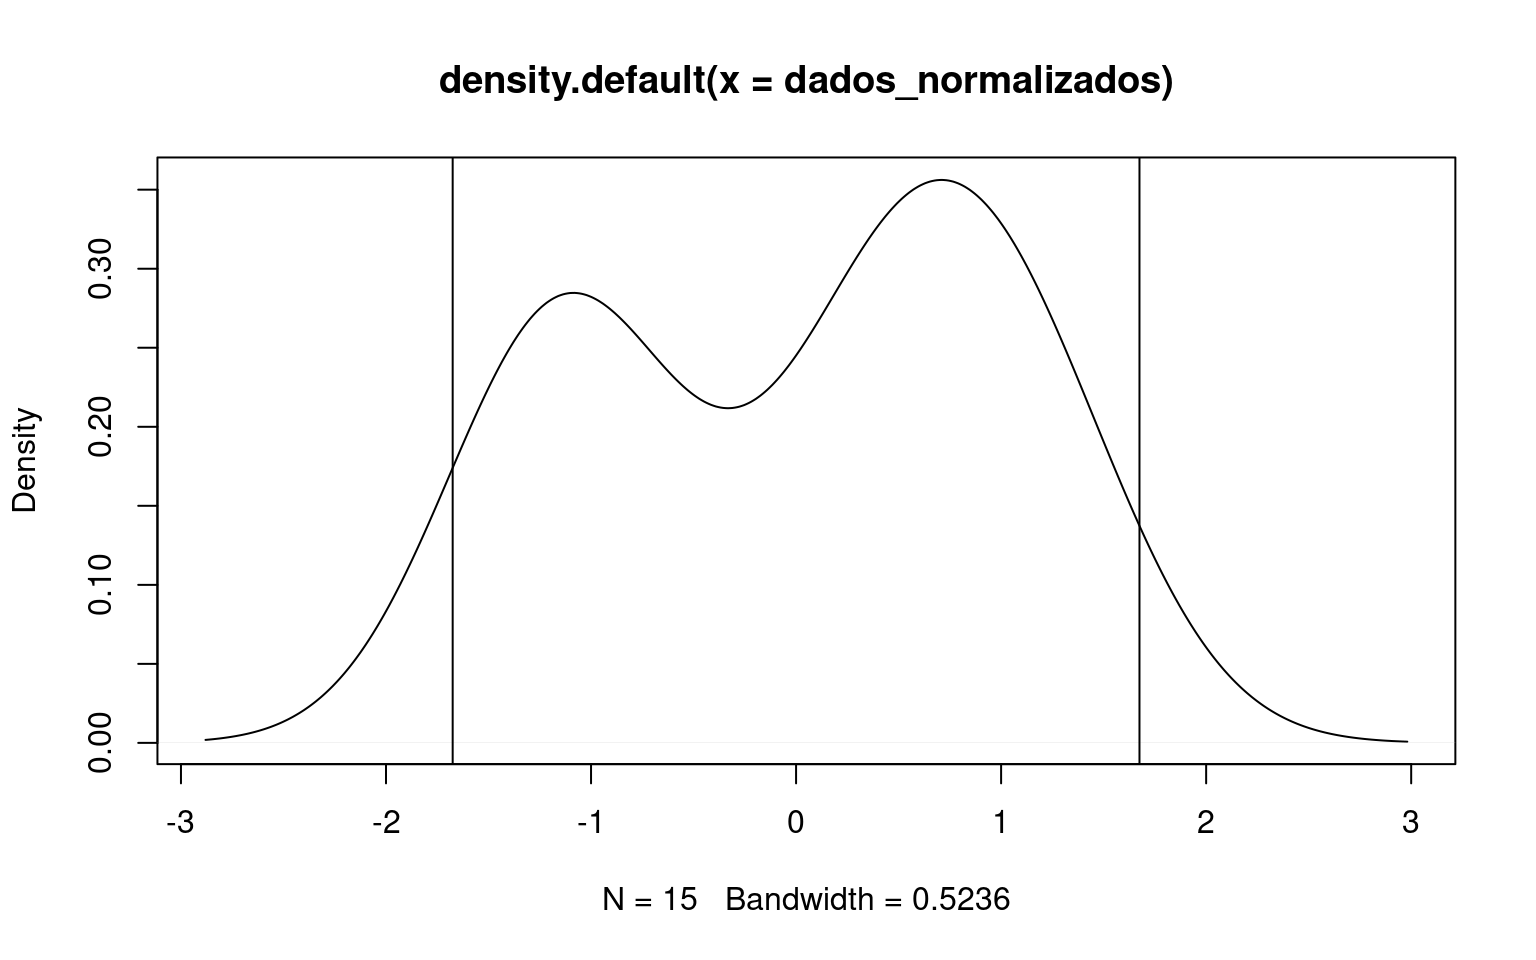 density.default(x = dados_normalizados)
Density
0.30
0.20
0.10
0.00
-3 -2 -1 0 1 2 3
N = 15 Bandwidth = 0.5236